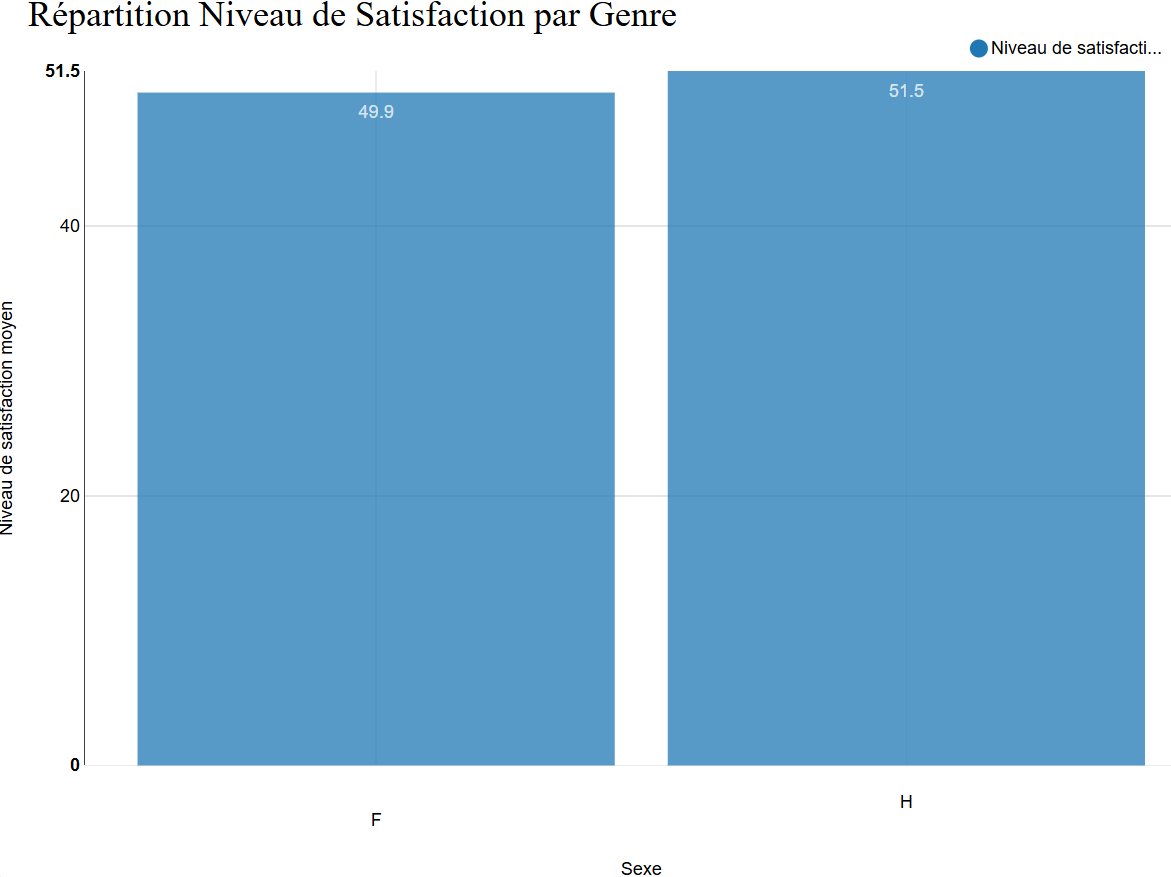 Répartition Niveau de Satisfaction par Genre
Niveau de satisfacti...
51.5
49.9
51.5
40
Niveau de satisfaction moyen
20
0
F
H
Sexe